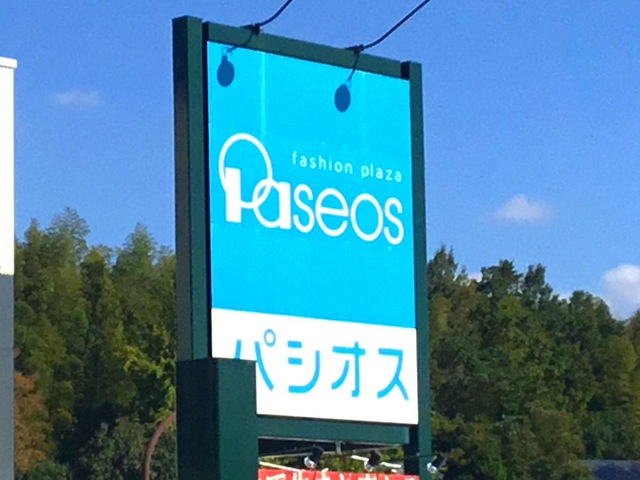 fashion plaza
Paseos
パシオス